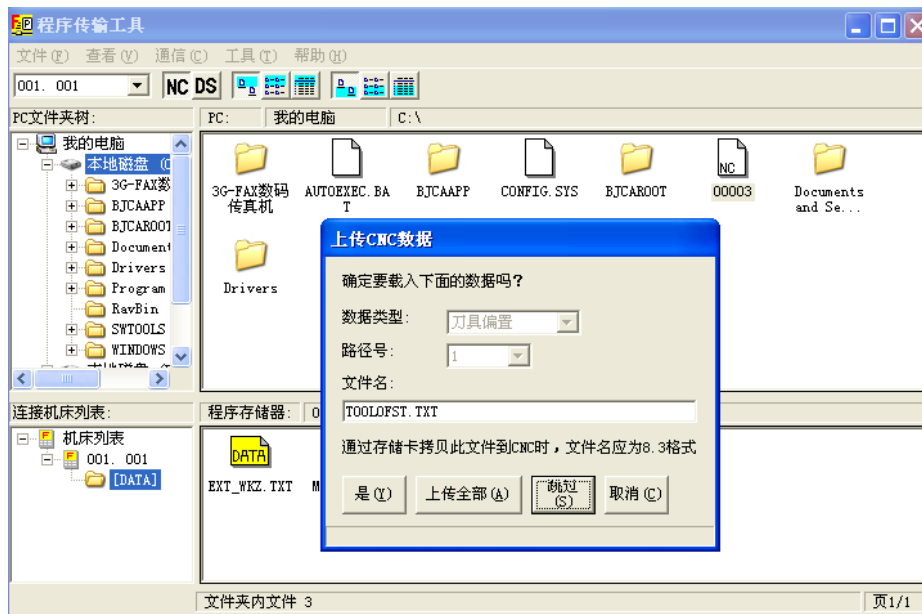 程序传输工具
文件(F) 查看(V) 通信(C) 工具(T) 帮助(H)
001. 001 NC DS
PC文件夹树:
PC: 我的电脑 C:\
我的电脑
本地磁盘 (C
3G-FAX数
BJCAAPP
BJCAROOT
Document
Drivers
Program
RavBin
SWTOOLS
WINDOWS
3G-FAX数码传真机
AUTOEXEC.BAT
BJCAAPP
CONFIG.SYS
BJCAROOT
NC
O0003
Documents and Se...
Drivers
上传CNC数据
确定要载入下面的数据吗?
数据类型: 刀具偏置
路径号: 1
文件名:
TOOLOFST.TXT
通过存储卡拷贝此文件到CNC时，文件名应为8.3格式
是(Y) 上传全部(A) 跳过(S) 取消(C)
连接机床列表:
机床列表
001. 001
[DATA]
程序存储器:
DATA
EXT_WKZ.TXT
文件夹内文件 3
页1/1